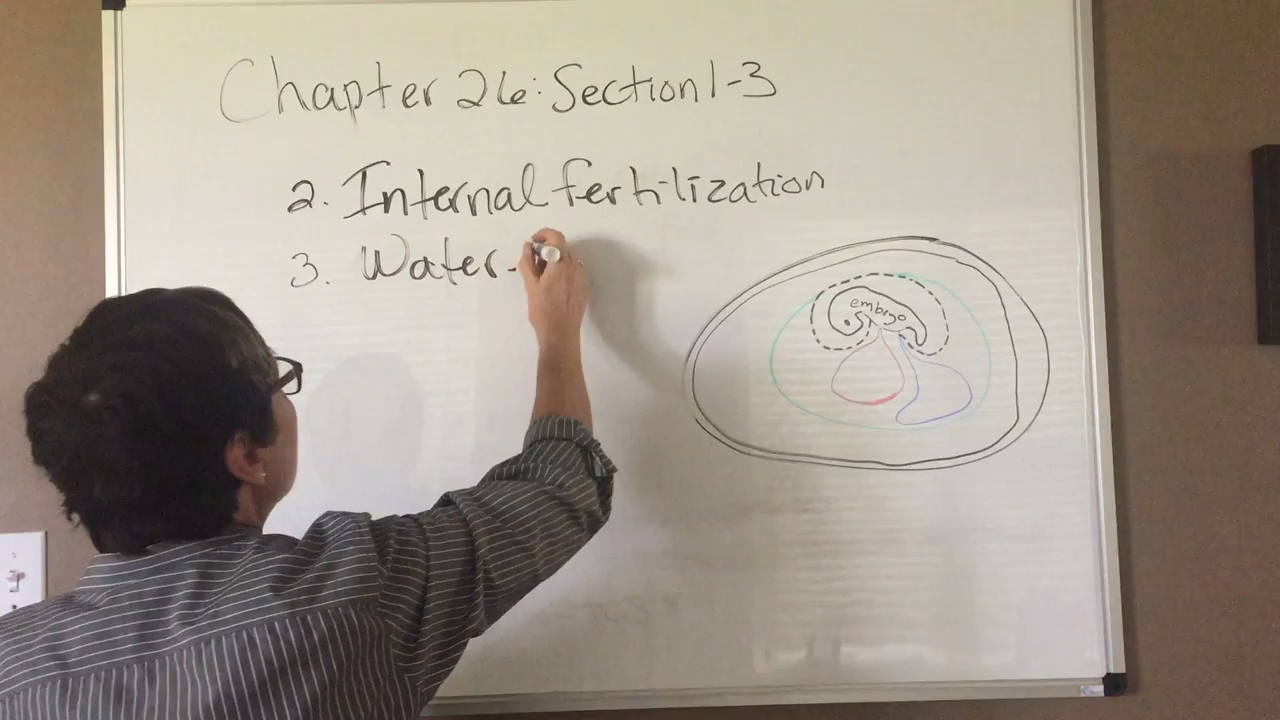 Chapter 26: Section 1-3
2. Internal fertilization
3. Water-
embryo